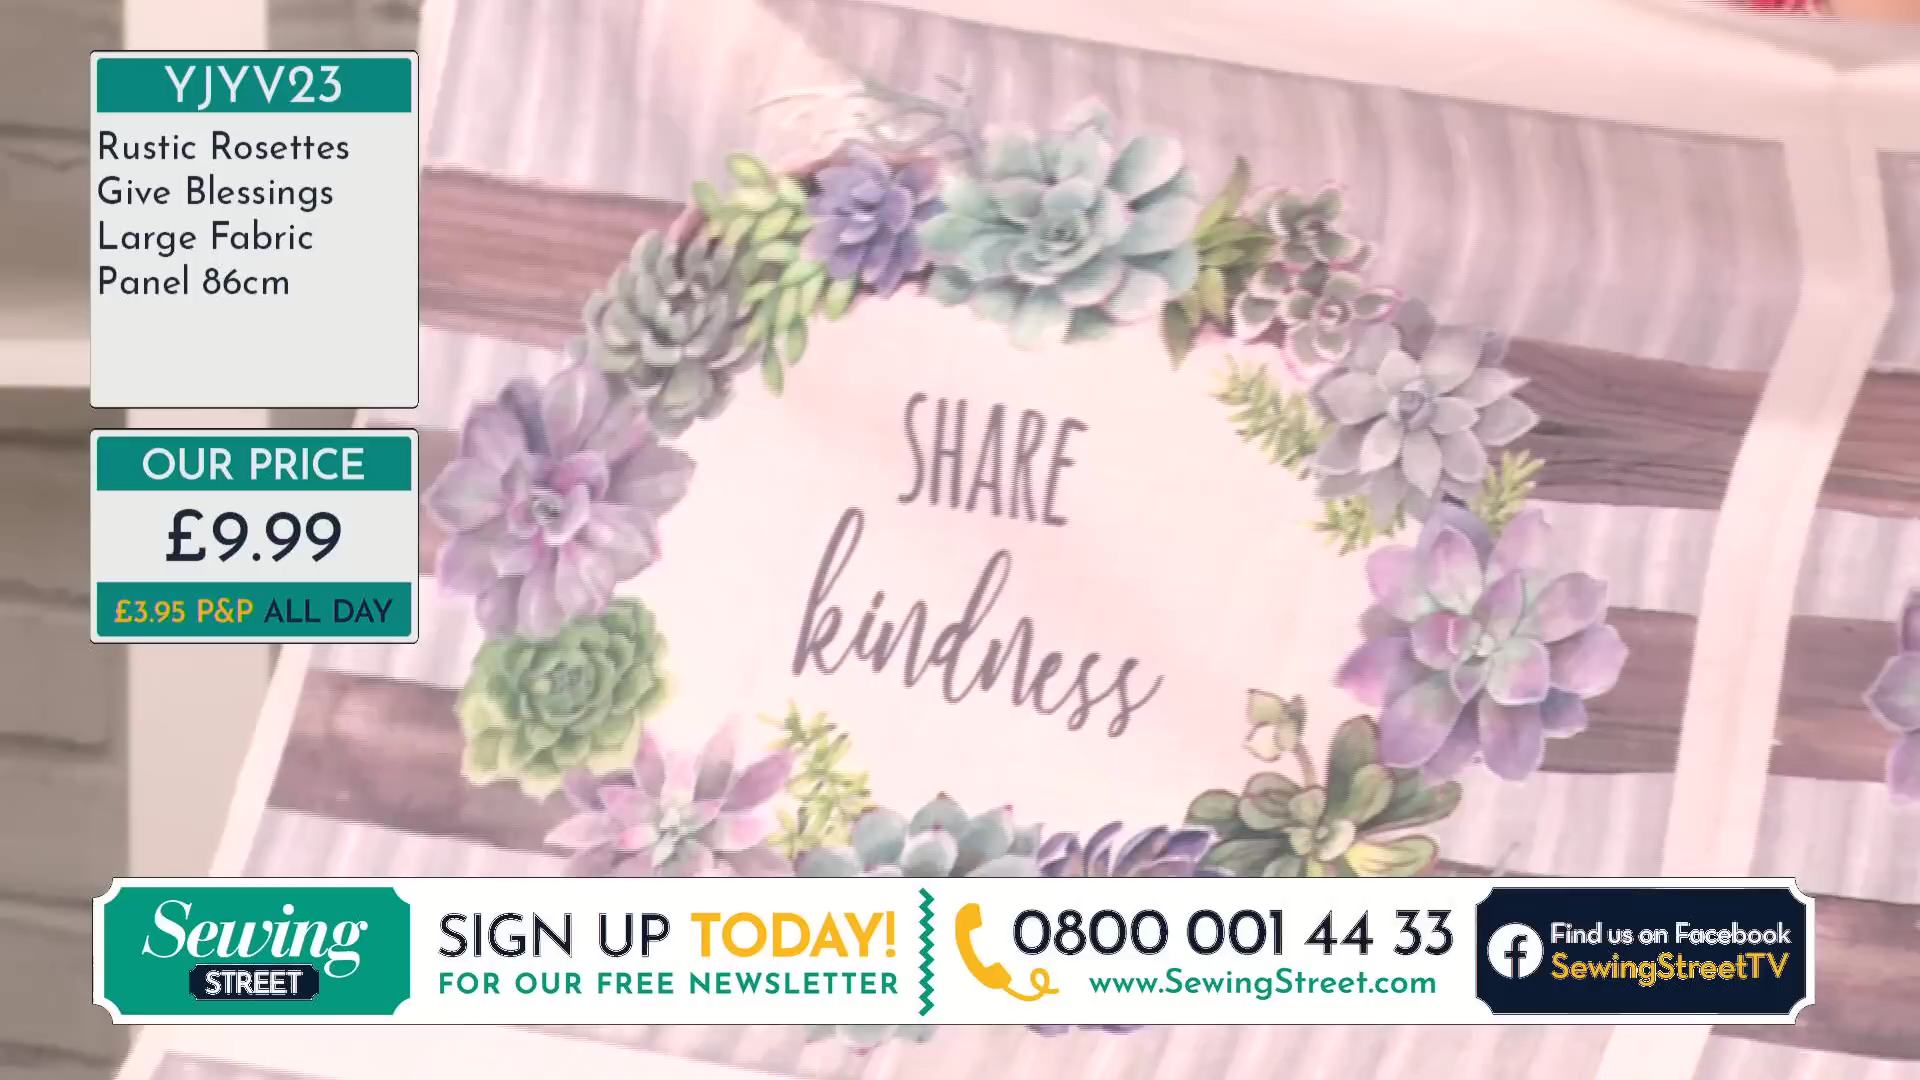 YJYV23
Rustic Rosettes
Give Blessings
Large Fabric
Panel 86cm
OUR PRICE
£9.99
£3.95 P&P ALL DAY
SHARE
kindness
Sewing
STREET
SIGN UP TODAY!
FOR OUR FREE NEWSLETTER
0800 001 44 33
www.SewingStreet.com
f
Find us on Facebook
SewingStreetTV